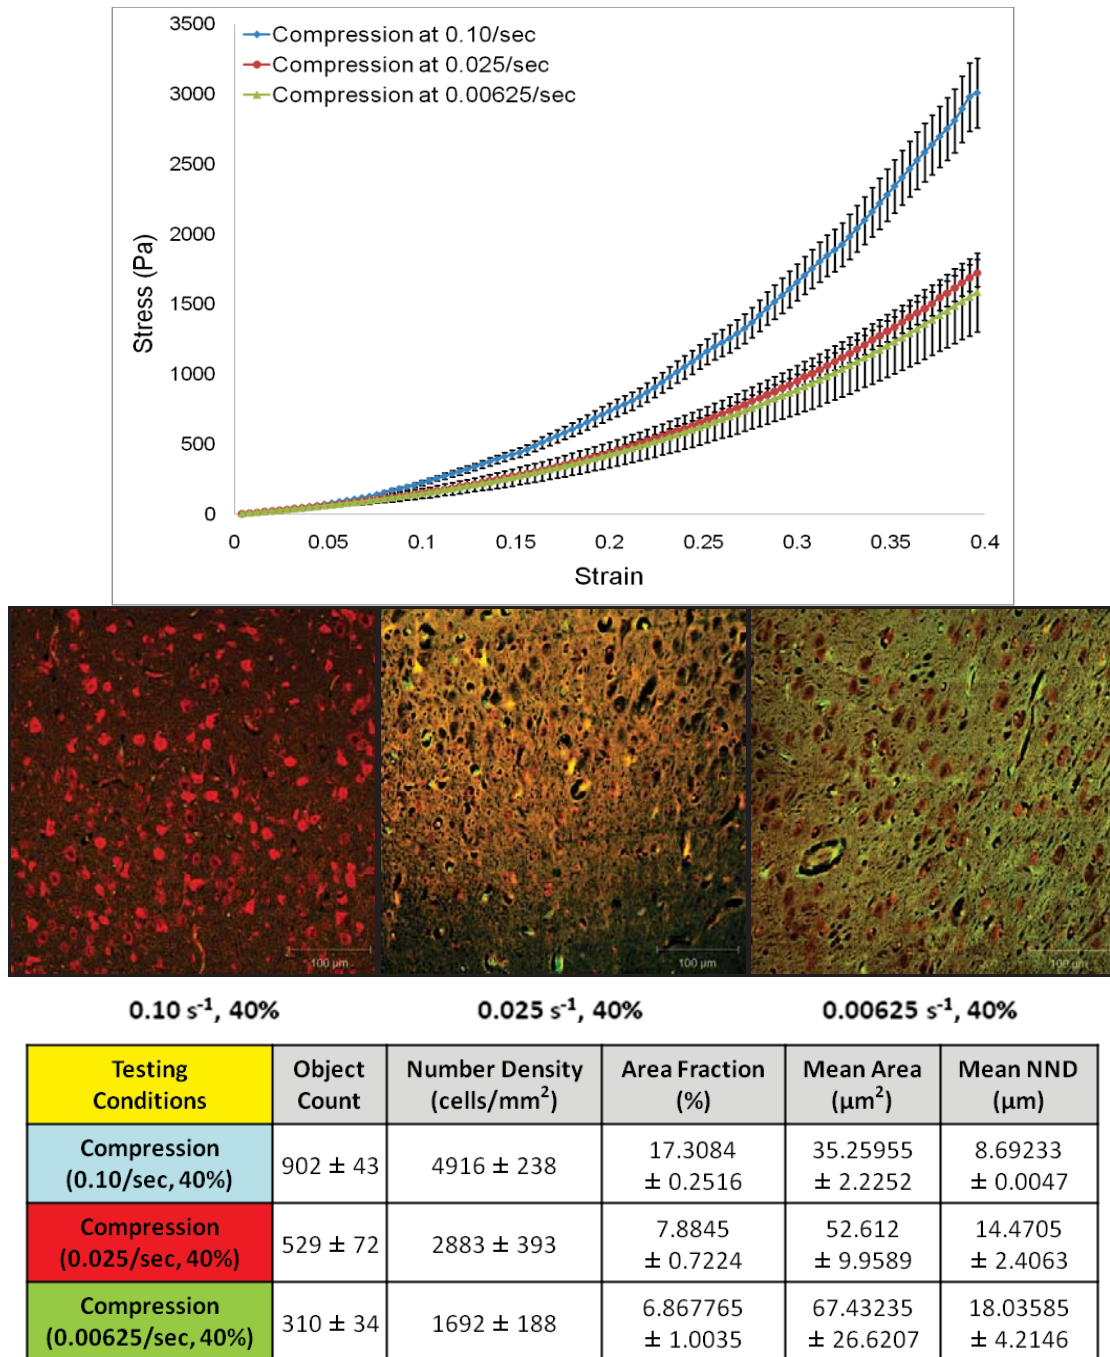 3500
3000
2500
2000
1500
1000
500
0
Stress (Pa)
Compression at 0.10/sec
Compression at 0.025/sec
Compression at 0.00625/sec
0 0.05 0.1 0.15 0.2 0.25 0.3 0.35 0.4
Strain
100 µm 100 µm 100 µm
0.10 s⁻¹, 40% 0.025 s⁻¹, 40% 0.00625 s⁻¹, 40%
Testing Object Number Density Area Fraction Mean Area Mean NND
Conditions Count (cells/mm²) (%) (µm²) (µm)
Compression 902 ± 43 4916 ± 238 17.3084 35.25955 8.69233
(0.10/sec, 40%) ± 0.2516 ± 2.2252 ± 0.0047
Compression 529 ± 72 2883 ± 393 7.8845 52.612 14.4705
(0.025/sec, 40%) ± 0.7224 ± 9.9589 ± 2.4063
Compression 310 ± 34 1692 ± 188 6.867765 67.43235 18.03585
(0.00625/sec, 40%) ± 1.0035 ± 26.6207 ± 4.2146